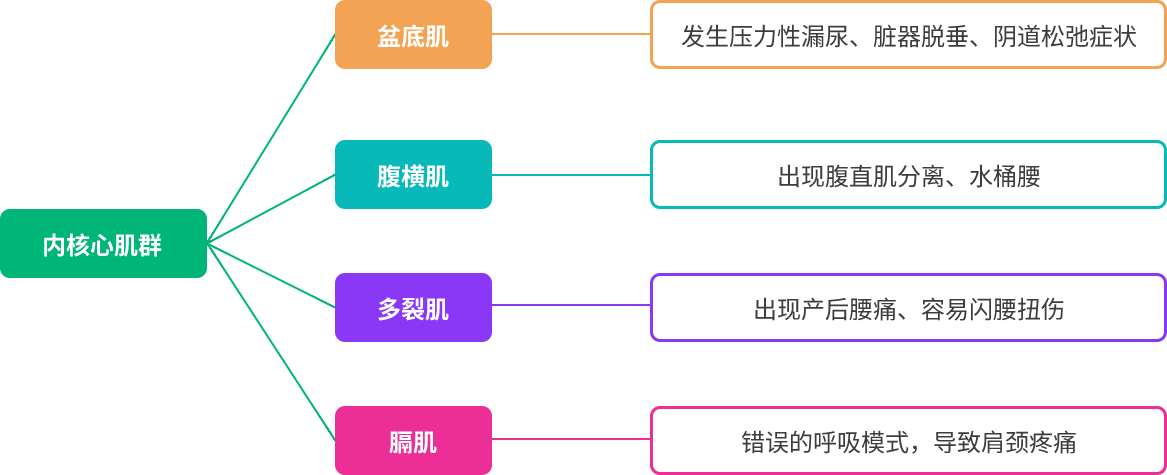 盆底肌
发生压力性漏尿、脏器脱垂、阴道松弛症状
腹横肌
出现腹直肌分离、水桶腰
内核心肌群
多裂肌
出现产后腰痛、容易闪腰扭伤
膈肌
错误的呼吸模式，导致肩颈疼痛